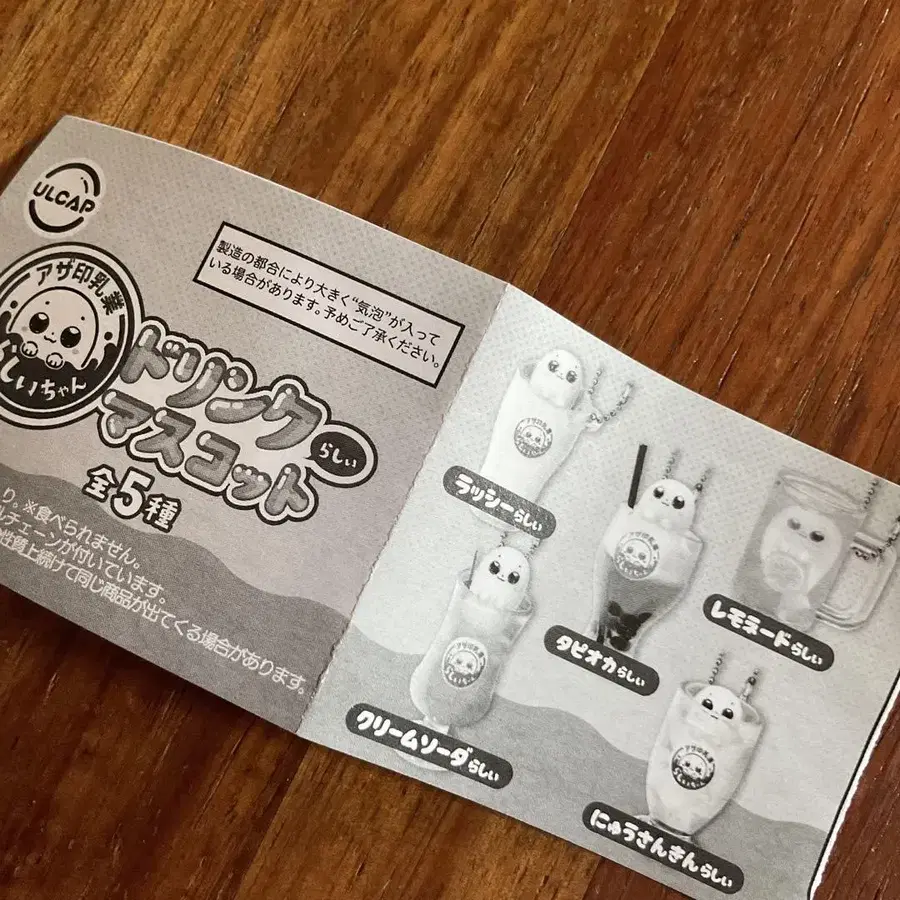 ULCAP
アザ印乳業
らしいちゃん
ドリンク
マスコット
らしい
全5種
製造の都合により大きく“気泡”が入って
いる場合があります。予めご了承ください。
り。※食べられません。
ルチェーンが付いています。
性質上続けて同じ商品が出てくる場合があります。
ラッシーらしい
タピオカらしい
レモネードらしい
クリームソーダらしい
にゅうさんきんらしい